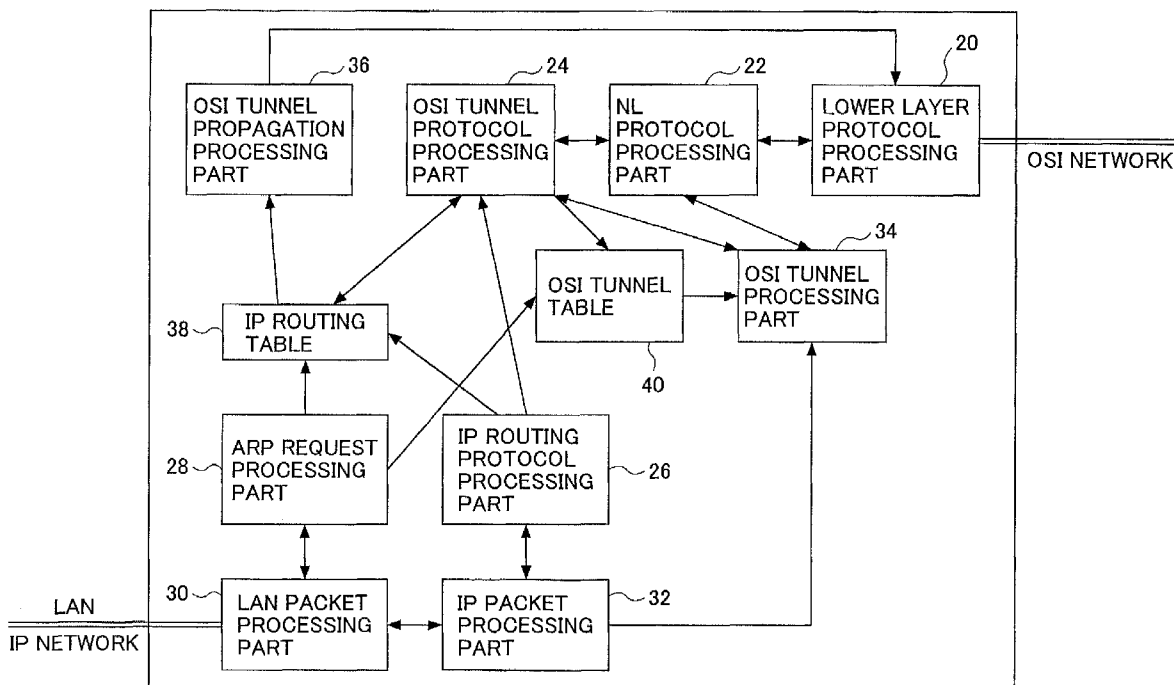 36
24
22
20
OSI TUNNEL
PROPAGATION
PROCESSING
PART
OSI TUNNEL
PROTOCOL
PROCESSING
PART
NL
PROTOCOL
PROCESSING
PART
LOWER LAYER
PROTOCOL
PROCESSING
PART
OSI NETWORK
34
OSI TUNNEL
TABLE
OSI TUNNEL
PROCESSING
PART
38
IP ROUTING
TABLE
40
28
ARP REQUEST
PROCESSING
PART
IP ROUTING
PROTOCOL
PROCESSING
PART
26
30
32
LAN
IP NETWORK
LAN PACKET
PROCESSING
PART
IP PACKET
PROCESSING
PART